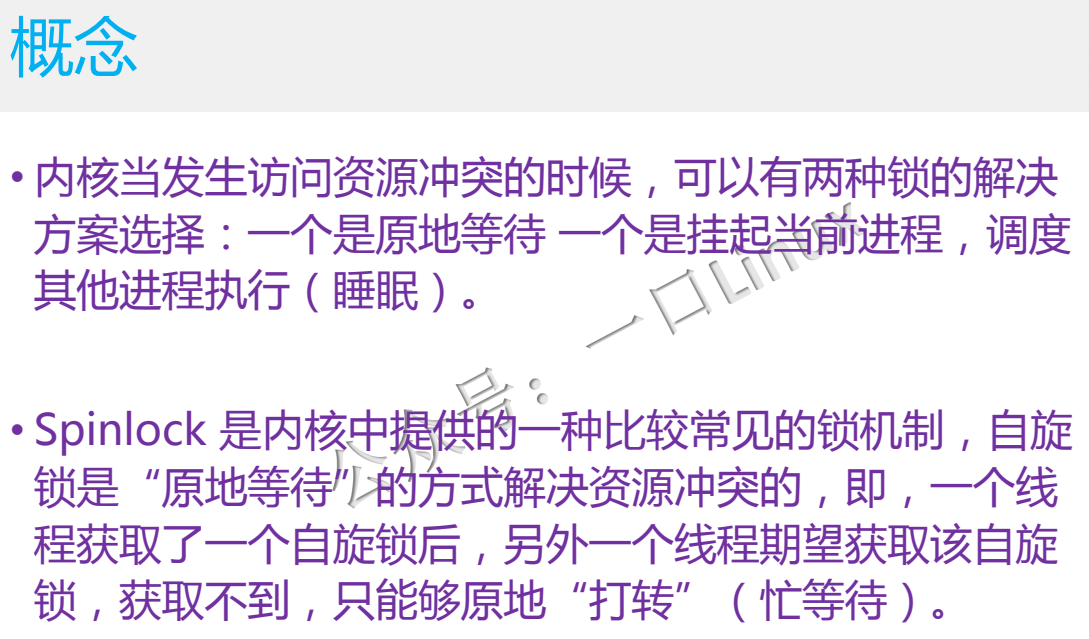 概念
•内核当发生访问资源冲突的时候，可以有两种锁的解决
方案选择：一个是原地等待 一个是挂起当前进程，调度
其他进程执行（睡眠）。
•Spinlock 是内核中提供的一种比较常见的锁机制，自旋
锁是“原地等待”的方式解决资源冲突的，即，一个线
程获取了一个自旋锁后，另外一个线程期望获取该自旋
锁，获取不到，只能够原地“打转”（忙等待）。
公众号：一口Linux